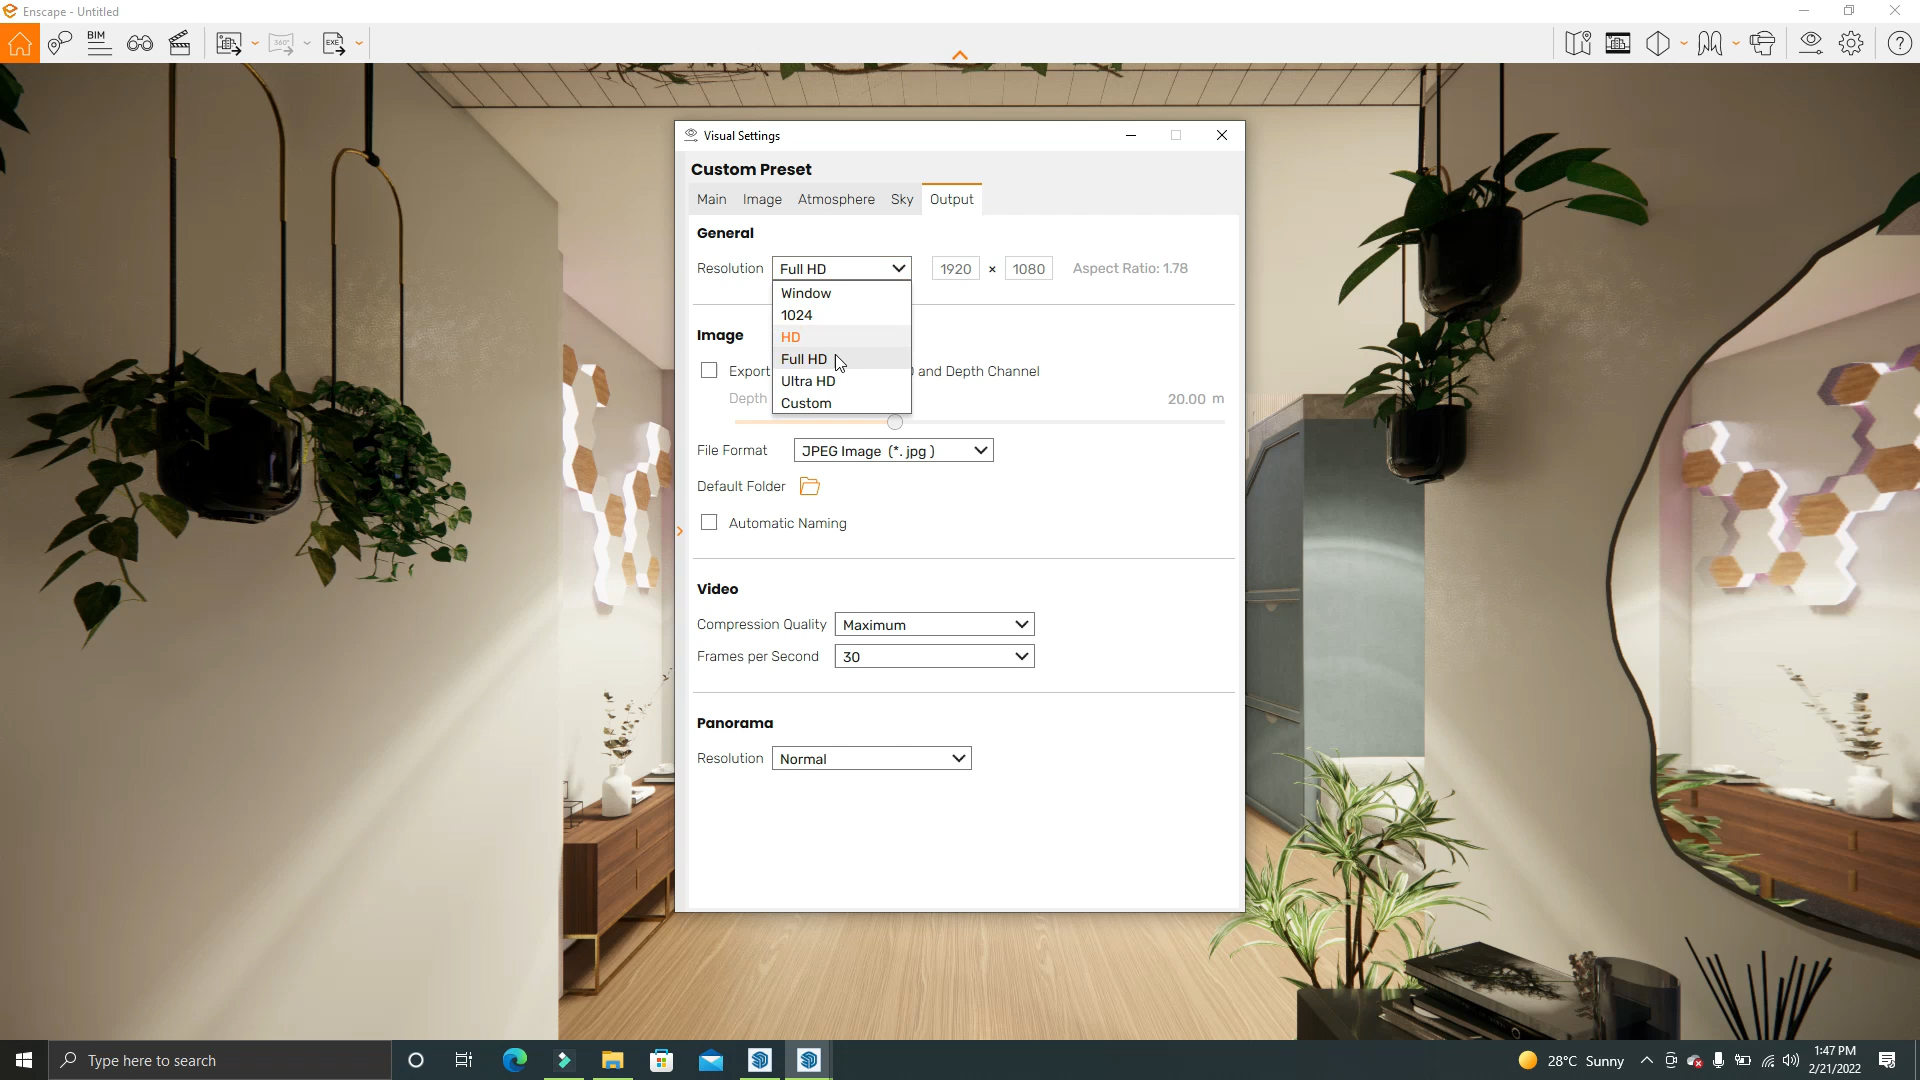 Enscape - Untitled
BIM
360°
EXE
Visual Settings
Custom Preset
Main Image Atmosphere Sky Output
General
Resolution Full HD 1920 × 1080 Aspect Ratio: 1.78
Window
1024
HD
Full HD
Ultra HD
Custom
Image
Export and Depth Channel
Depth 20.00 m
File Format JPEG Image (*. jpg )
Default Folder
Automatic Naming
Video
Compression Quality Maximum
Frames per Second 30
Panorama
Resolution Normal
Type here to search
28°C Sunny
1:47 PM
2/21/2022